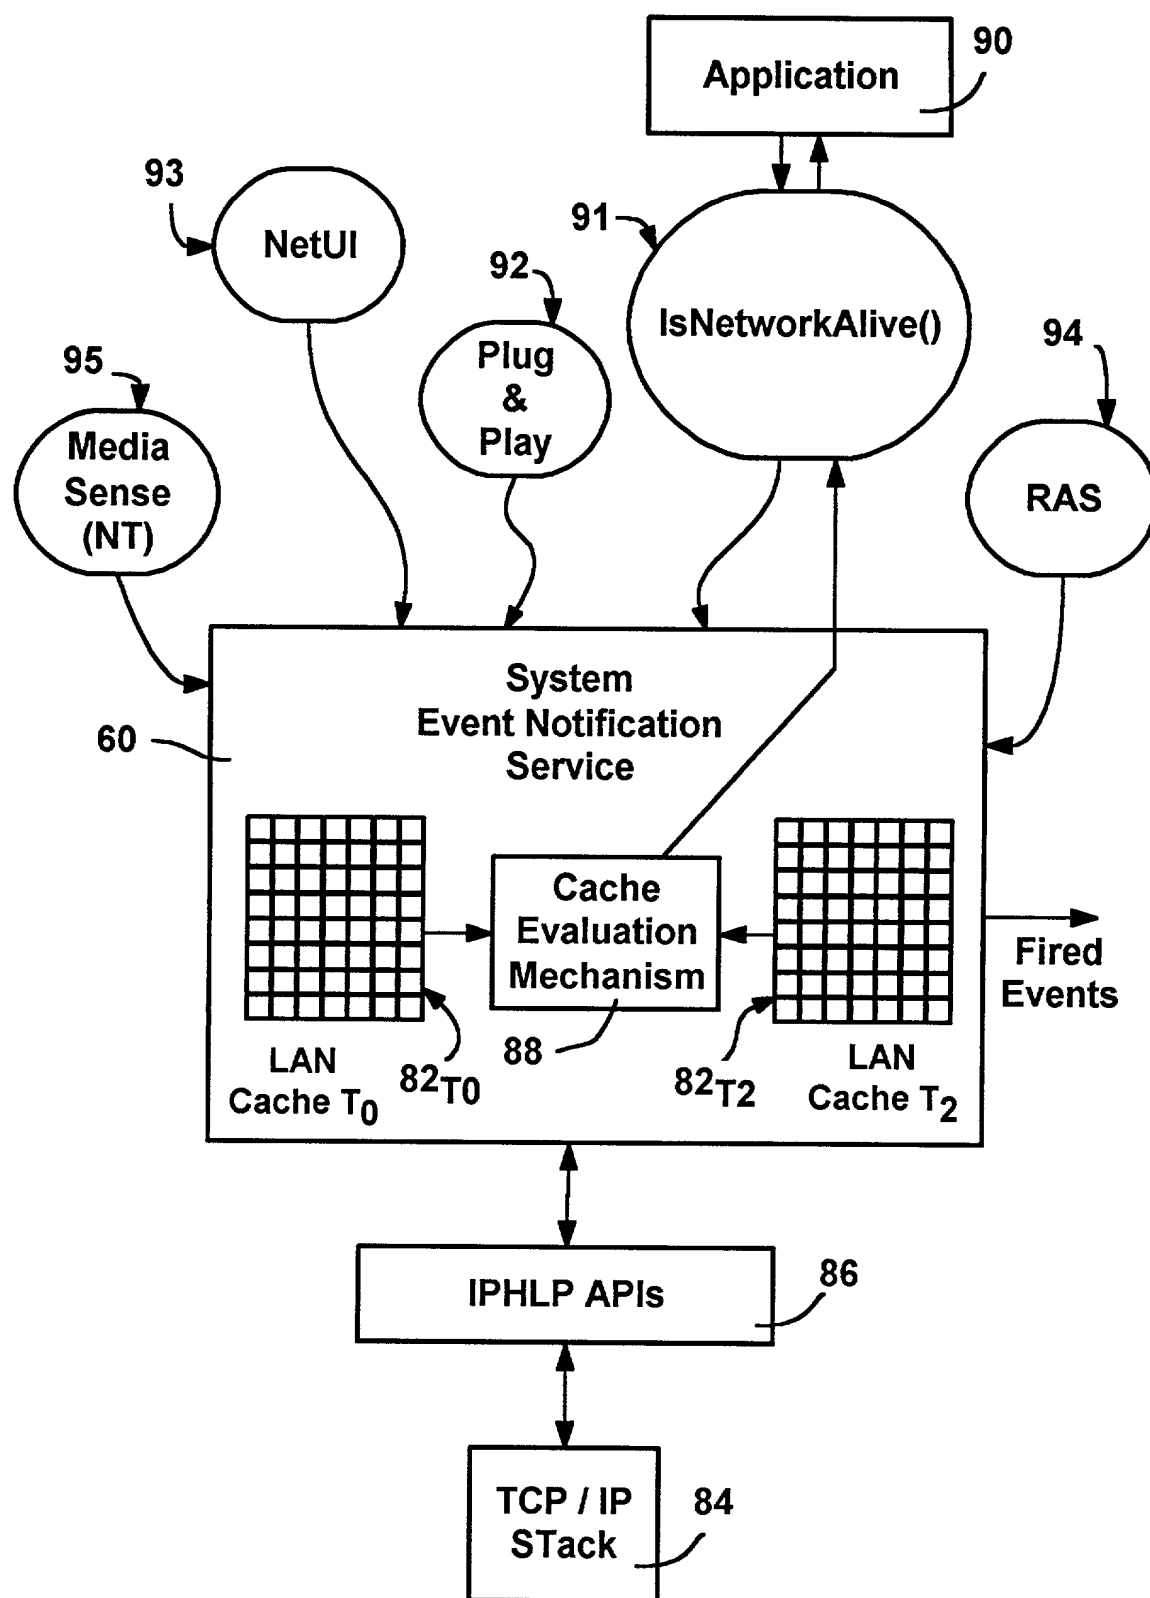 Application
90
93
NetUI
91
92
IsNetworkAlive()
Plug
&
Play
94
95
Media
Sense
(NT)
RAS
System
Event Notification
Service
60
Cache
Evaluation
Mechanism
Fired
Events
88
LAN
Cache T0
82T0
82T2
LAN
Cache T2
IPHLP APIs
86
TCP / IP
STack
84